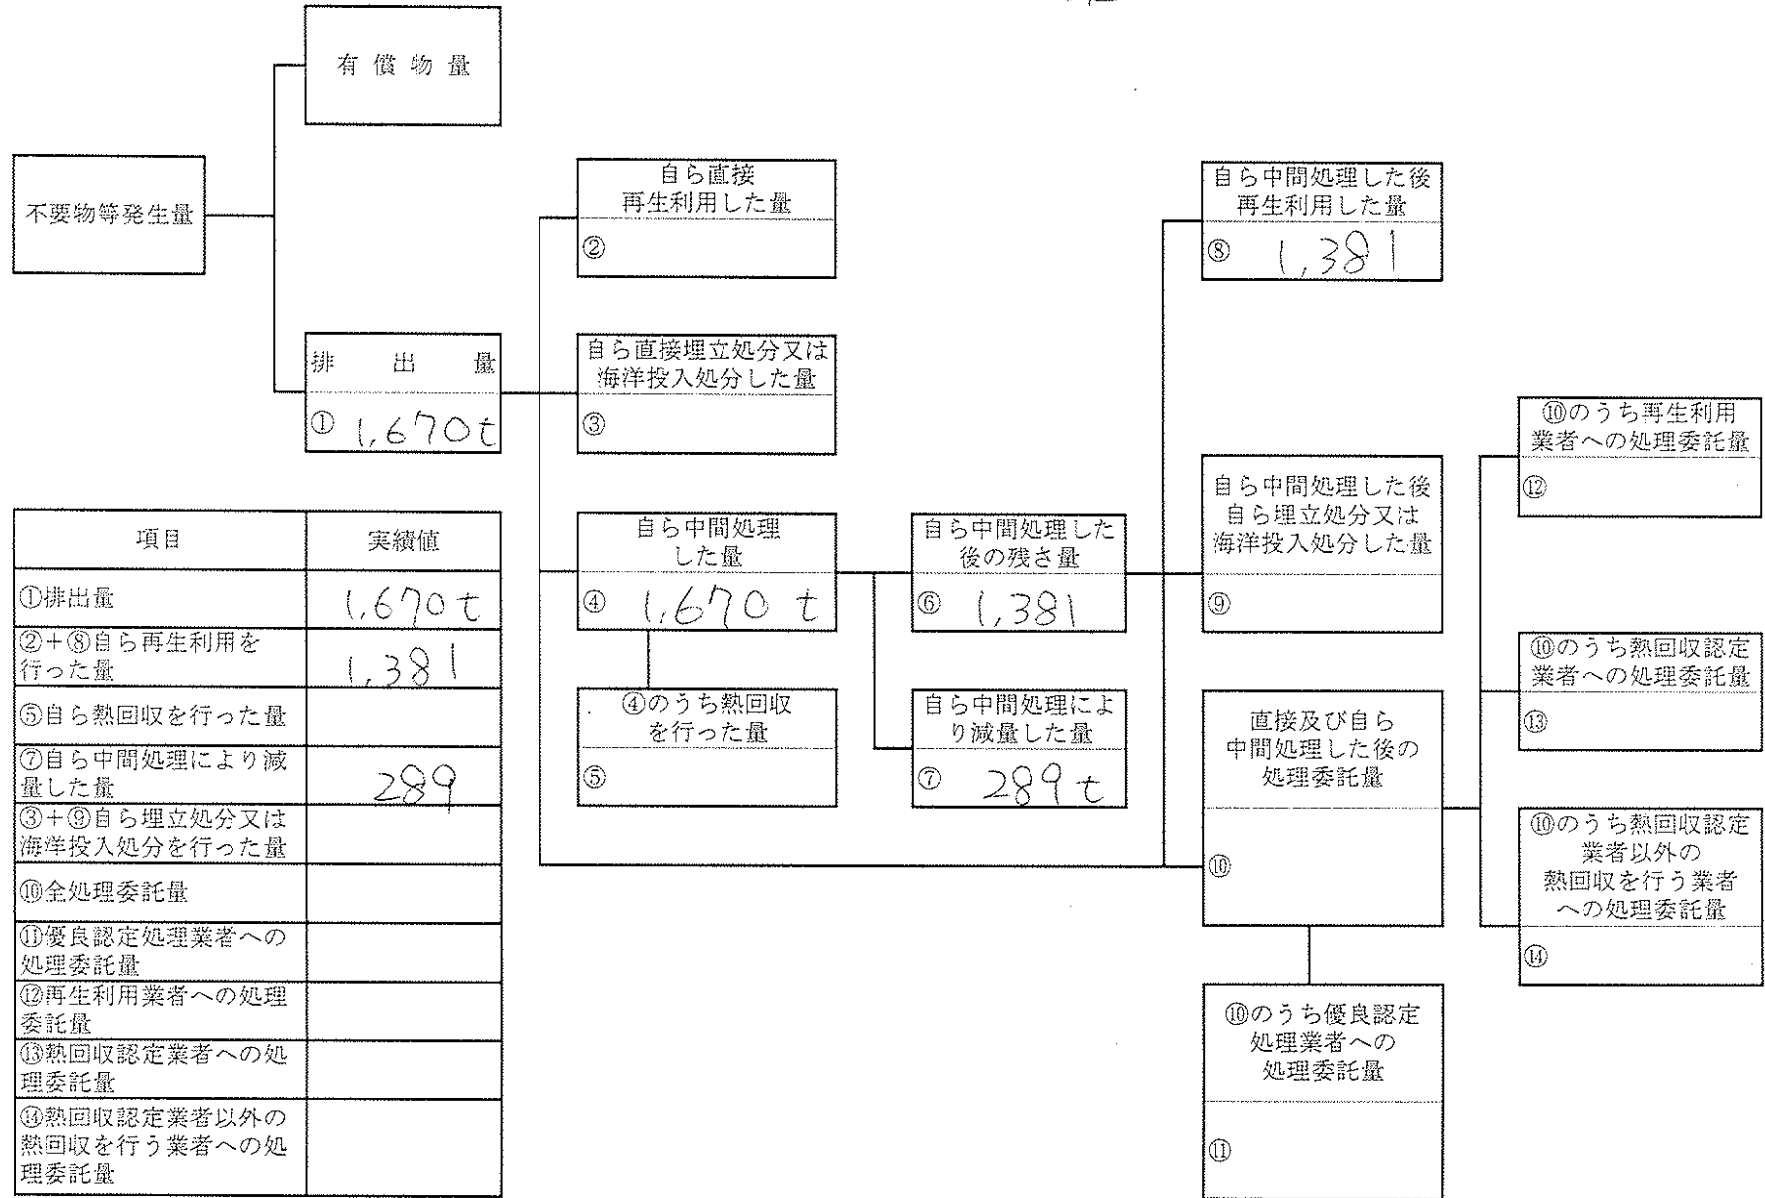 有償物量
不要物等発生量
排出量
① 1,670t
自ら直接
再生利用した量
②
自ら直接埋立処分又は
海洋投入処分した量
③
自ら中間処理
した量
④ 1,670 t
④のうち熱回収
を行った量
⑤
自ら中間処理した
後の残さ量
⑥ 1,381
自ら中間処理によ
り減量した量
⑦ 289 t
自ら中間処理した後
再生利用した量
⑧ 1,381
自ら中間処理した後
自ら埋立処分又は
海洋投入処分した量
⑨
直接及び自ら
中間処理した後の
処理委託量
⑩
⑩のうち優良認定
処理業者への
処理委託量
⑪
⑩のうち再生利用
業者への処理委託量
⑫
⑩のうち熱回収認定
業者への処理委託量
⑬
⑩のうち熱回収認定
業者以外の
熱回収を行う業者
への処理委託量
⑭
項目 実績値
①排出量 1,670 t
②+⑧自ら再生利用を
行った量 1,381
⑤自ら熱回収を行った量
⑦自ら中間処理により減
量した量 289
③+⑨自ら埋立処分又は
海洋投入処分を行った量
⑩全処理委託量
⑪優良認定処理業者への
処理委託量
⑫再生利用業者への処理
委託量
⑬熱回収認定業者への処
理委託量
⑭熱回収認定業者以外の
熱回収を行う業者への処
理委託量